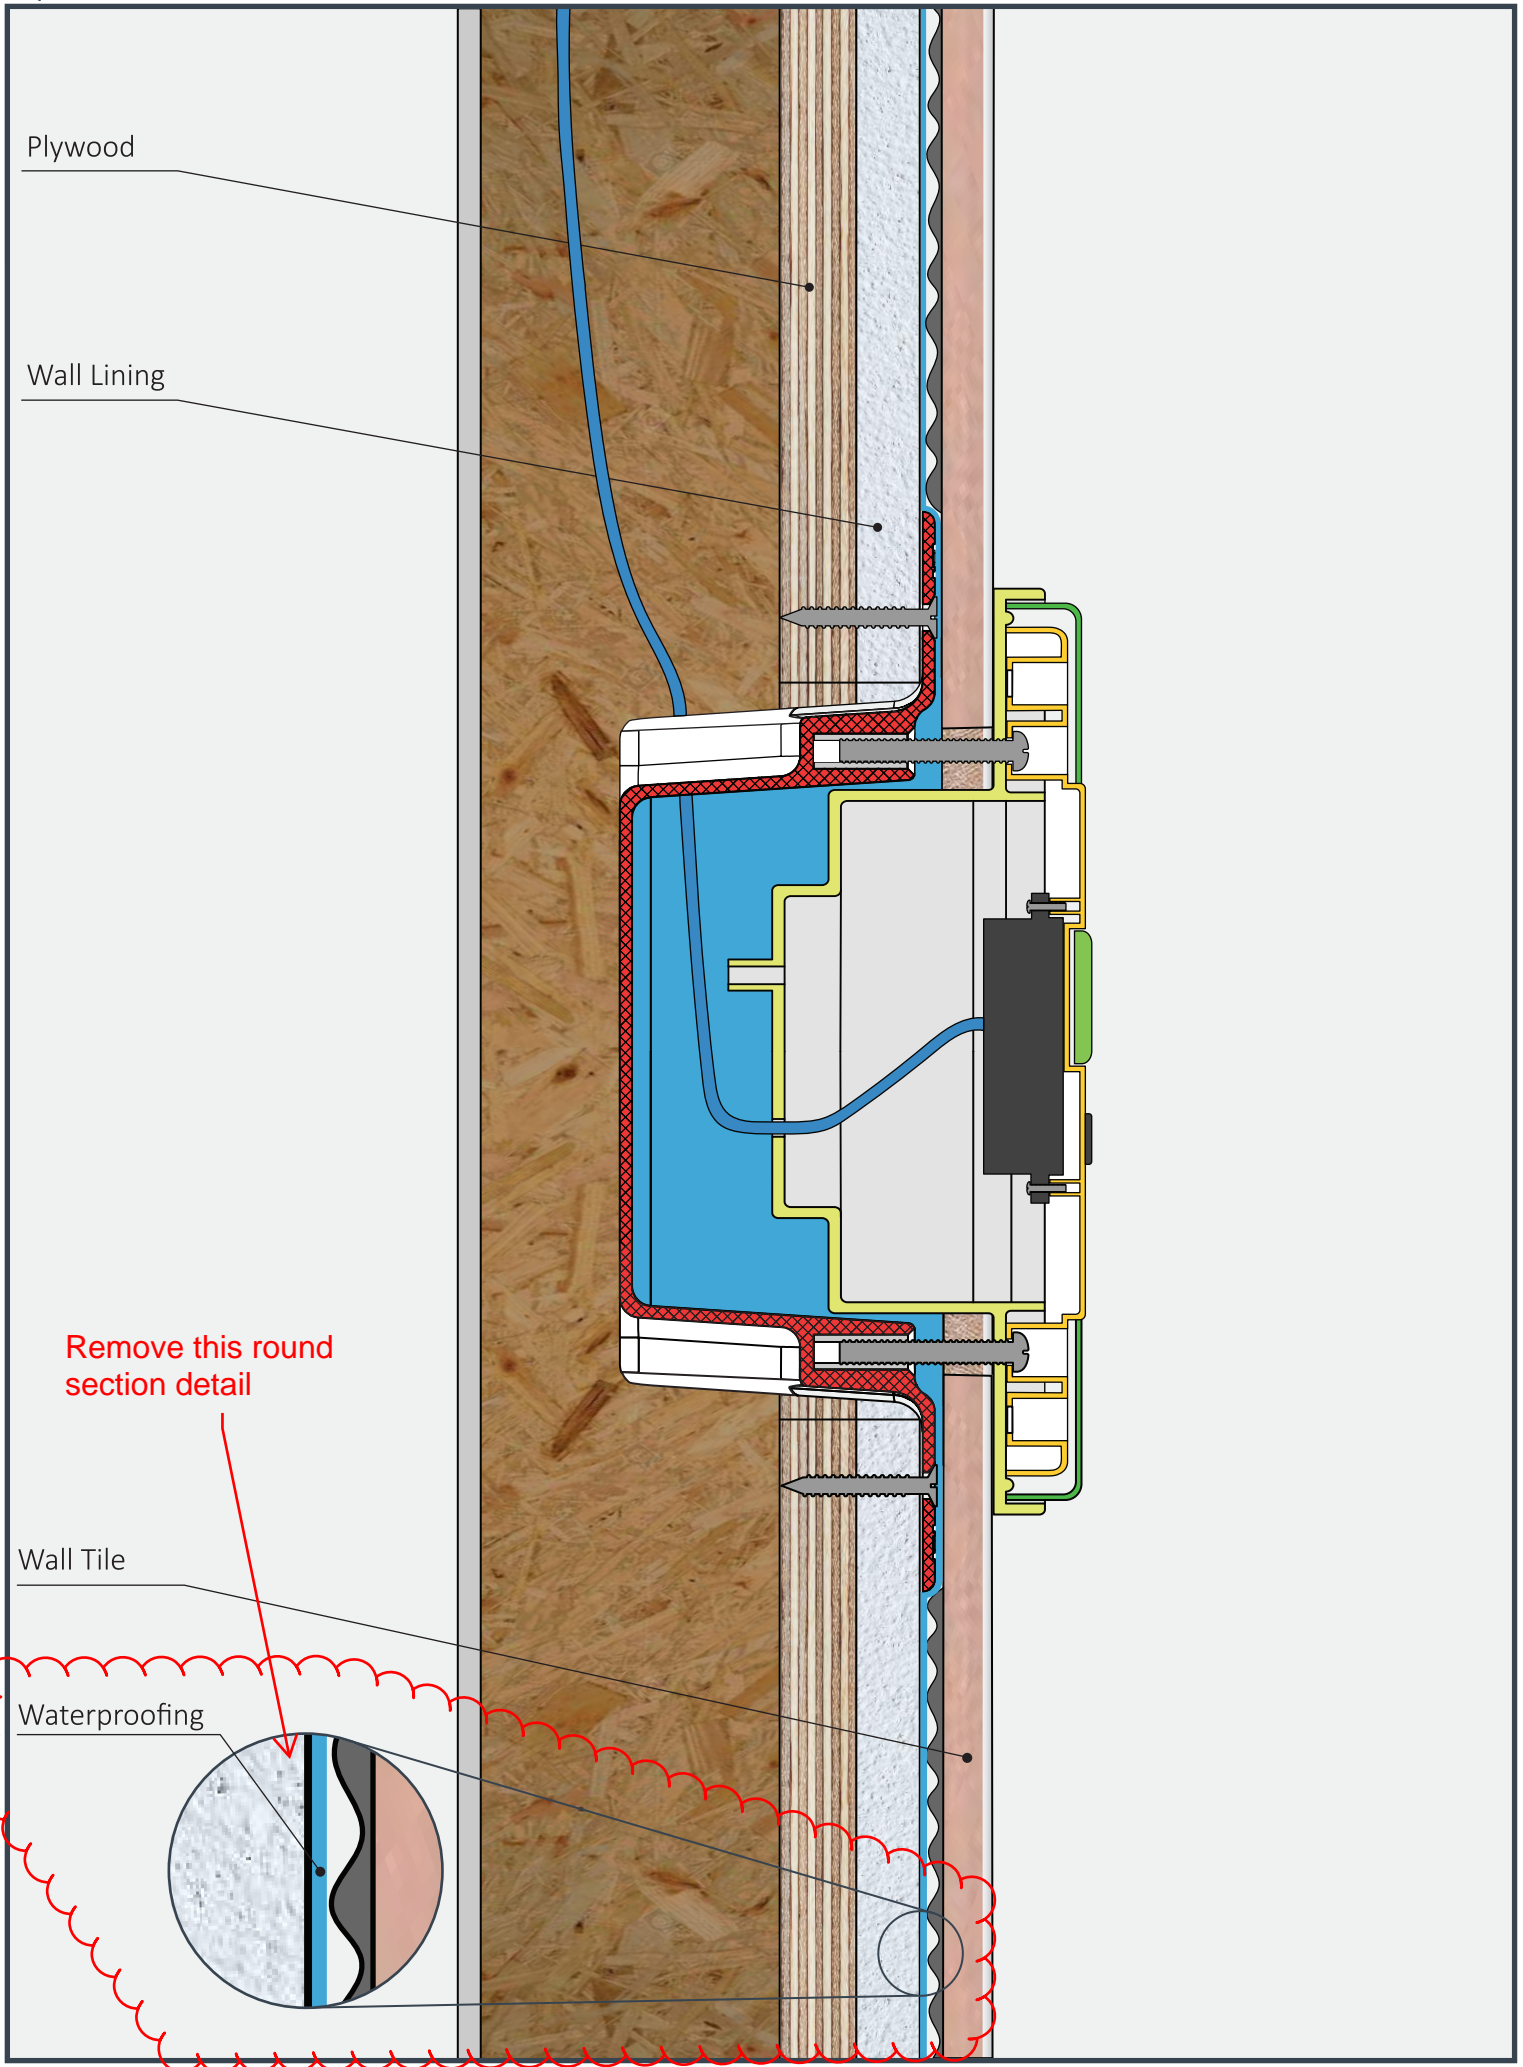 Plywood
Wall Lining
Remove this round
section detail
Wall Tile
Waterproofing